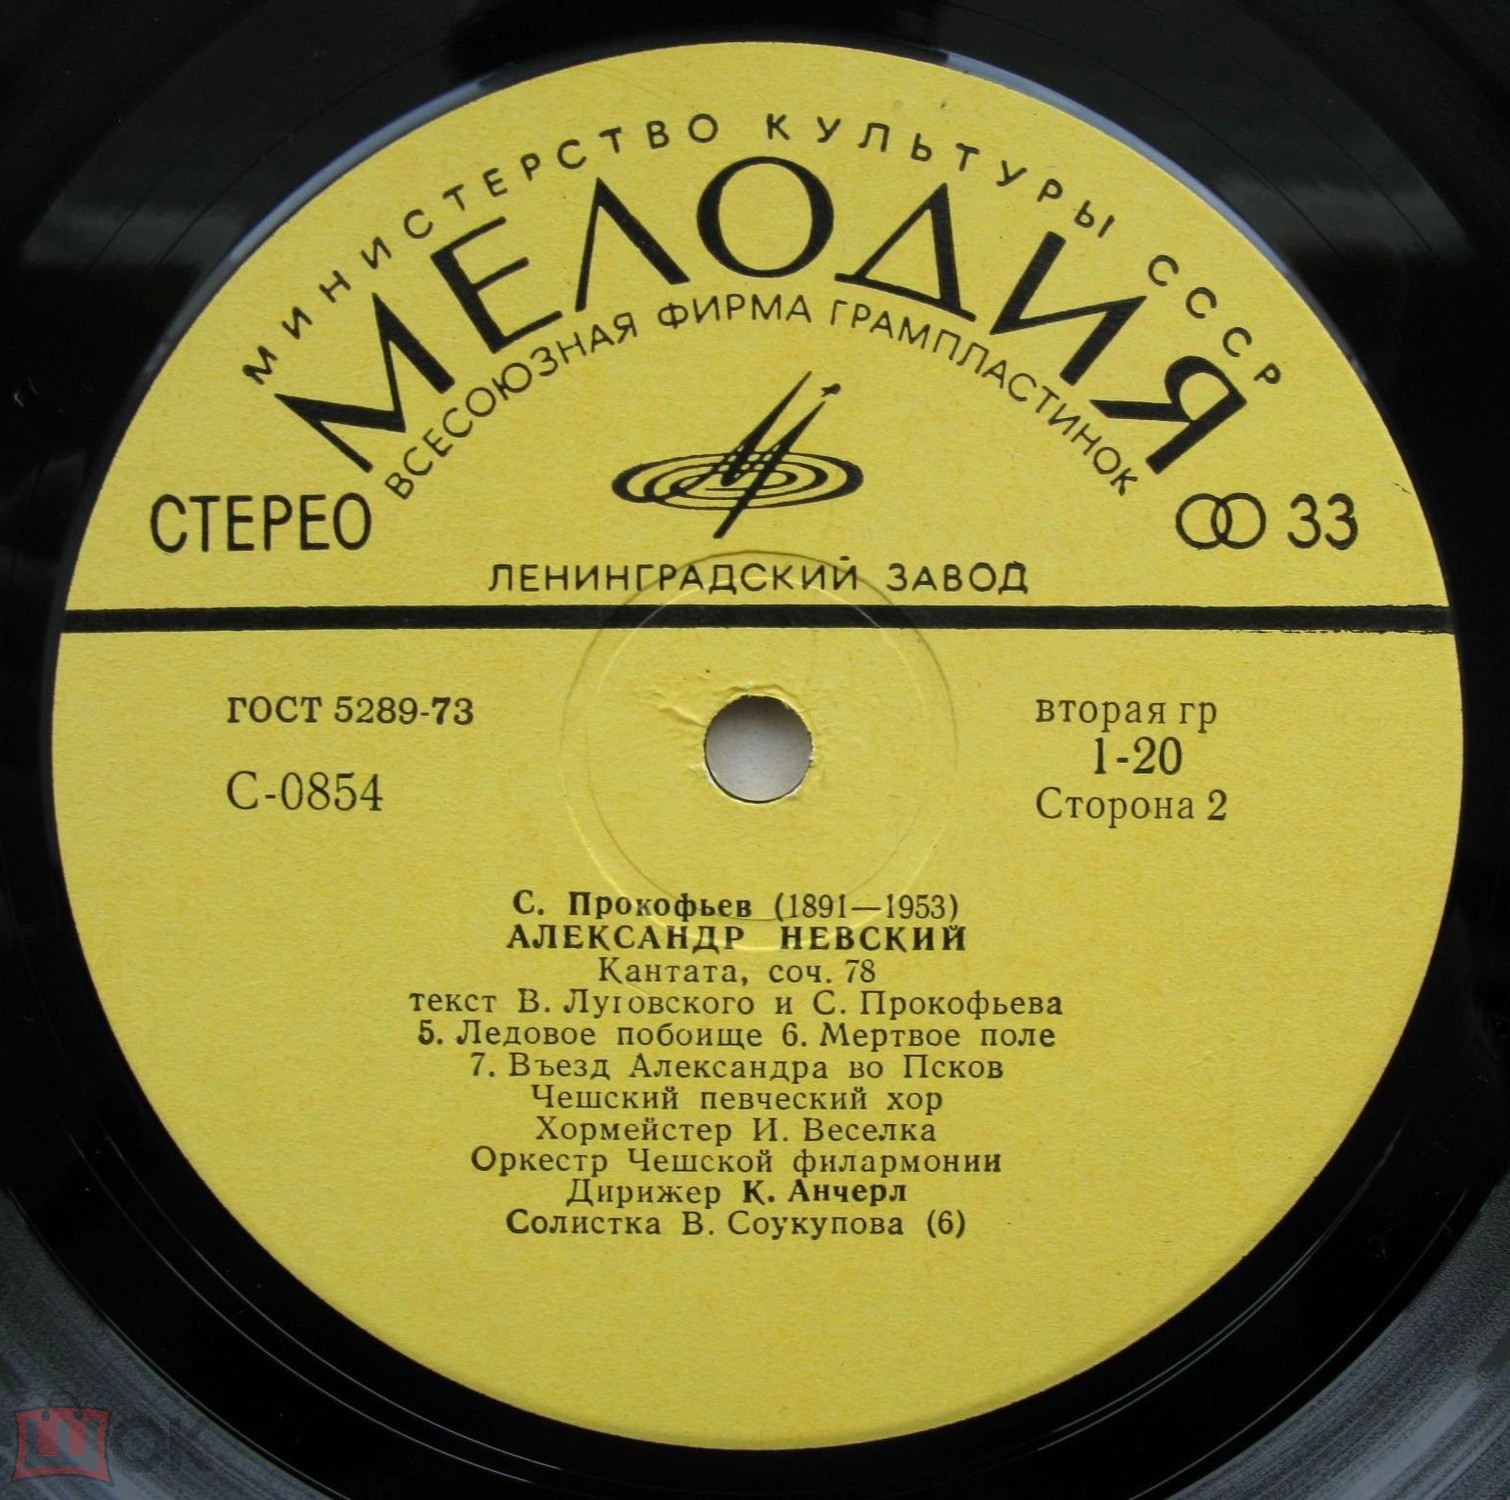 МИНИСТЕРСТВО КУЛЬТУРЫ СССР
МЕЛОДИЯ
ВСЕСОЮЗНАЯ ФИРМА ГРАМПЛАСТИНОК
СТЕРЕО
33
ЛЕНИНГРАДСКИЙ ЗАВОД
ГОСТ 5289-73
вторая гр
1-20
С-0854
Сторона 2
С. Прокофьев (1891—1953)
АЛЕКСАНДР НЕВСКИЙ
Кантата, соч. 78
текст В. Луговского и С. Прокофьева
5. Ледовое побоище 6. Мертвое поле
7. Въезд Александра во Псков
Чешский певческий хор
Хормейстер И. Веселка
Оркестр Чешской филармонии
Дирижер К. Анчерл
Солистка В. Соукупова (6)
шок